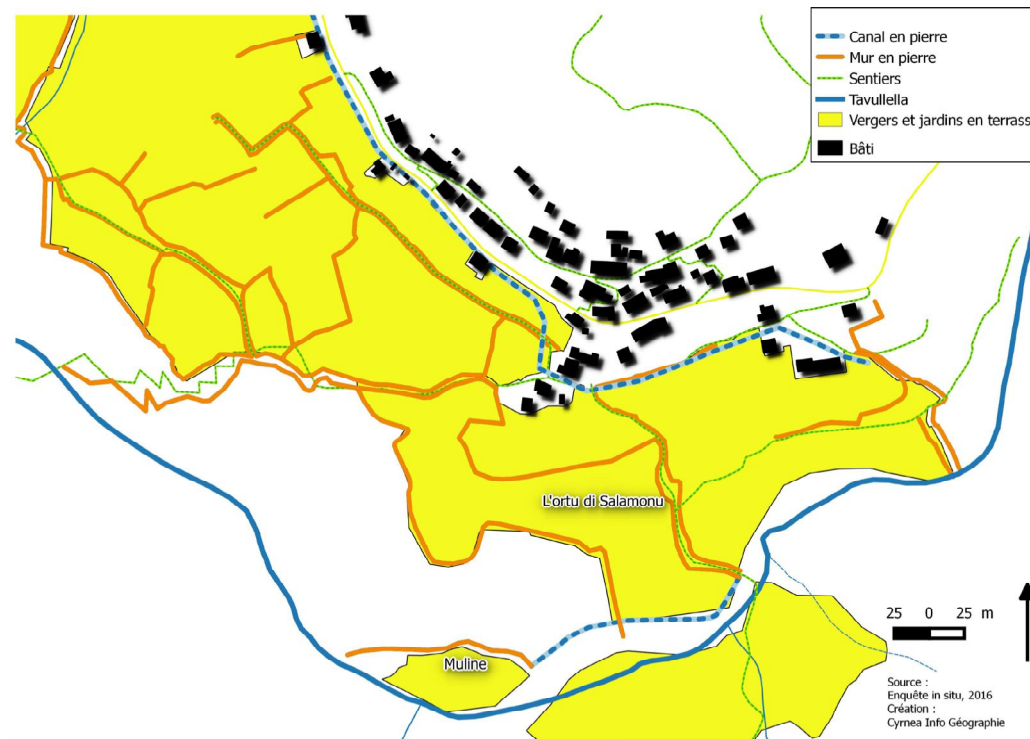 Canal en pierre
Mur en pierre
Sentiers
Tavullella
Vergers et jardins en terrass
Bâti
L'ortu di Salamonu
Muline
25 0 25 m
Source :
Enquête in situ, 2016
Création :
Cyrnea Info Géographie